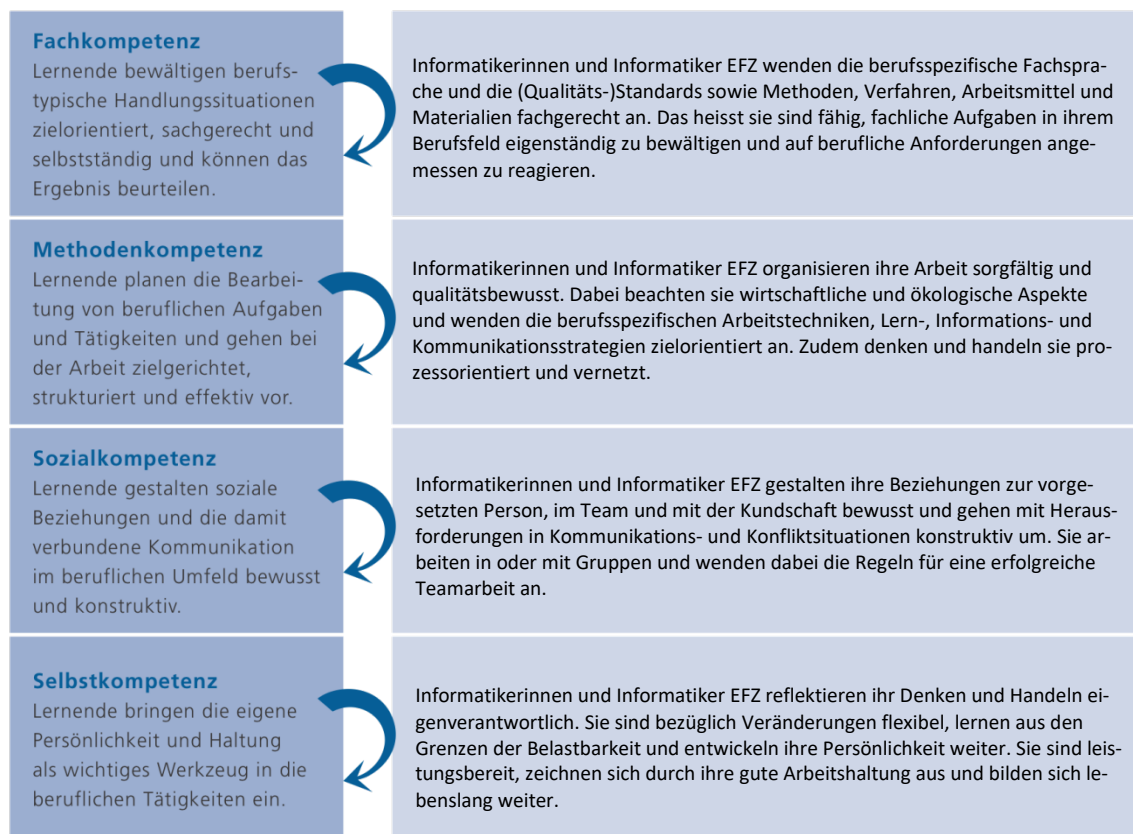 Fachkompetenz
Lernende bewältigen berufs-
typische Handlungssituationen
zielorientiert, sachgerecht und
selbstständig und können das
Ergebnis beurteilen.
Informatikerinnen und Informatiker EFZ wenden die berufsspezifische Fachspra-
che und die (Qualitäts-)Standards sowie Methoden, Verfahren, Arbeitsmittel und
Materialien fachgerecht an. Das heisst sie sind fähig, fachliche Aufgaben in ihrem
Berufsfeld eigenständig zu bewältigen und auf berufliche Anforderungen ange-
messen zu reagieren.
Methodenkompetenz
Lernende planen die Bearbei-
tung von beruflichen Aufgaben
und Tätigkeiten und gehen bei
der Arbeit zielgerichtet,
strukturiert und effektiv vor.
Informatikerinnen und Informatiker EFZ organisieren ihre Arbeit sorgfältig und
qualitätsbewusst. Dabei beachten sie wirtschaftliche und ökologische Aspekte
und wenden die berufsspezifischen Arbeitstechniken, Lern-, Informations- und
Kommunikationsstrategien zielorientiert an. Zudem denken und handeln sie pro-
zessorientiert und vernetzt.
Sozialkompetenz
Lernende gestalten soziale
Beziehungen und die damit
verbundene Kommunikation
im beruflichen Umfeld bewusst
und konstruktiv.
Informatikerinnen und Informatiker EFZ gestalten ihre Beziehungen zur vorge-
setzten Person, im Team und mit der Kundschaft bewusst und gehen mit Heraus-
forderungen in Kommunikations- und Konfliktsituationen konstruktiv um. Sie ar-
beiten in oder mit Gruppen und wenden dabei die Regeln für eine erfolgreiche
Teamarbeit an.
Selbstkompetenz
Lernende bringen die eigene
Persönlichkeit und Haltung
als wichtiges Werkzeug in die
beruflichen Tätigkeiten ein.
Informatikerinnen und Informatiker EFZ reflektieren ihr Denken und Handeln ei-
genverantwortlich. Sie sind bezüglich Veränderungen flexibel, lernen aus den
Grenzen der Belastbarkeit und entwickeln ihre Persönlichkeit weiter. Sie sind leis-
tungsbereit, zeichnen sich durch ihre gute Arbeitshaltung aus und bilden sich le-
benslang weiter.